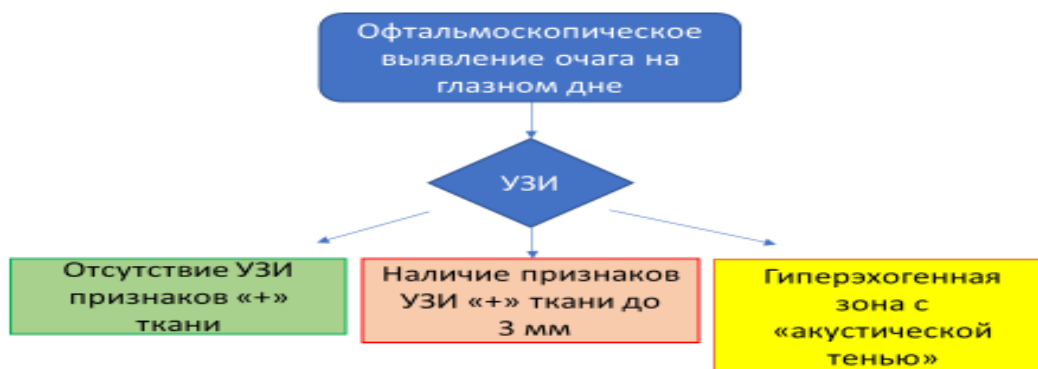 Офтальмоскопическое
выявление очага на
глазном дне
УЗИ
Отсутствие УЗИ
признаков «+»
ткани
Наличие признаков
УЗИ «+» ткани до
3 мм
Гиперэхогенная
зона с
«акустической
тенью»